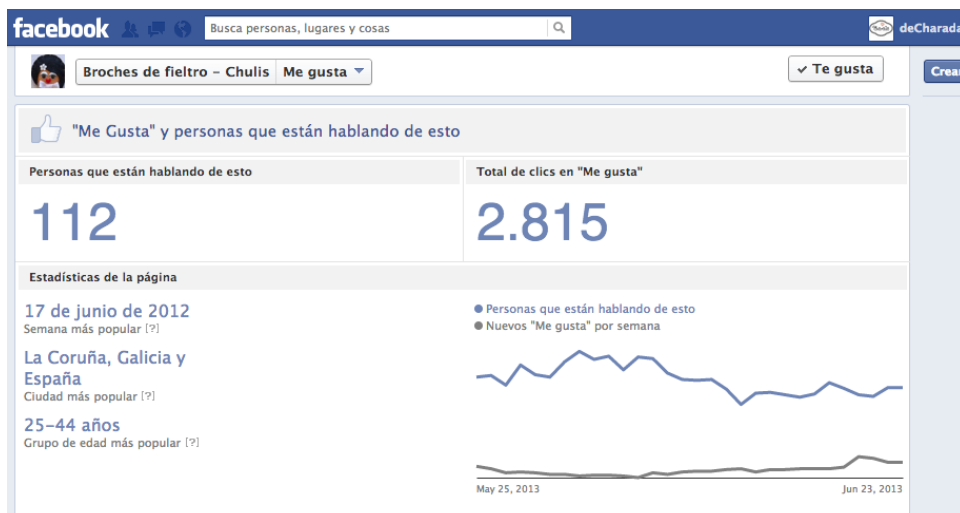 facebook
Busca personas, lugares y cosas
deCharada
Broches de fieltro – Chulis Me gusta
✓ Te gusta
Crear
"Me Gusta" y personas que están hablando de esto
Personas que están hablando de esto
Total de clics en "Me gusta"
112
2.815
Estadísticas de la página
17 de junio de 2012
Semana más popular [?]
La Coruña, Galicia y
España
Ciudad más popular [?]
25–44 años
Grupo de edad más popular [?]
Personas que están hablando de esto
Nuevos "Me gusta" por semana
May 25, 2013
Jun 23, 2013